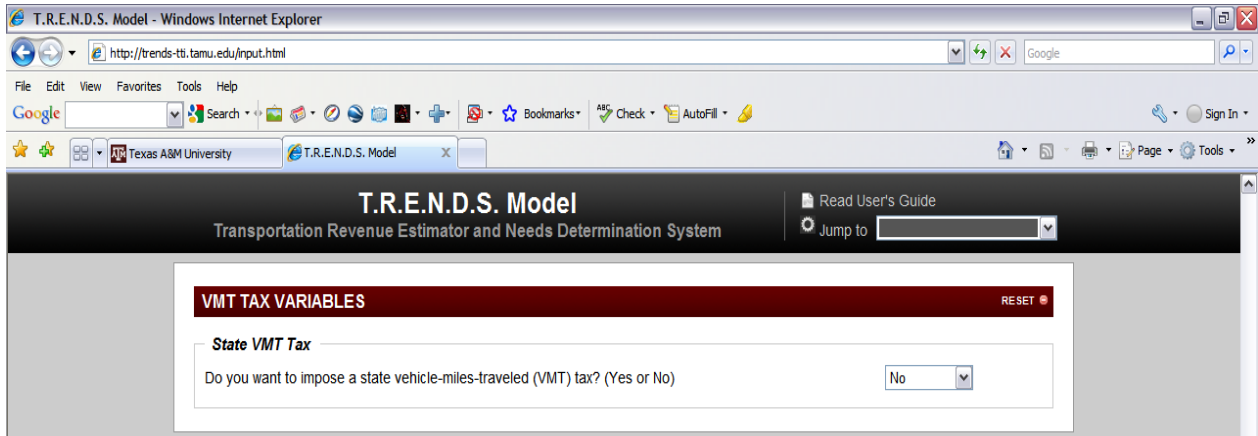 T.R.E.N.D.S. Model - Windows Internet Explorer
http://trends-tti.tamu.edu/input.html
Google
File Edit View Favorites Tools Help
Google Search Bookmarks ABC Check AutoFill Sign In
Texas A&M University T.R.E.N.D.S. Model X Page Tools »
T.R.E.N.D.S. Model
Transportation Revenue Estimator and Needs Determination System
Read User's Guide
Jump to
VMT TAX VARIABLES RESET
State VMT Tax
Do you want to impose a state vehicle-miles-traveled (VMT) tax? (Yes or No) No